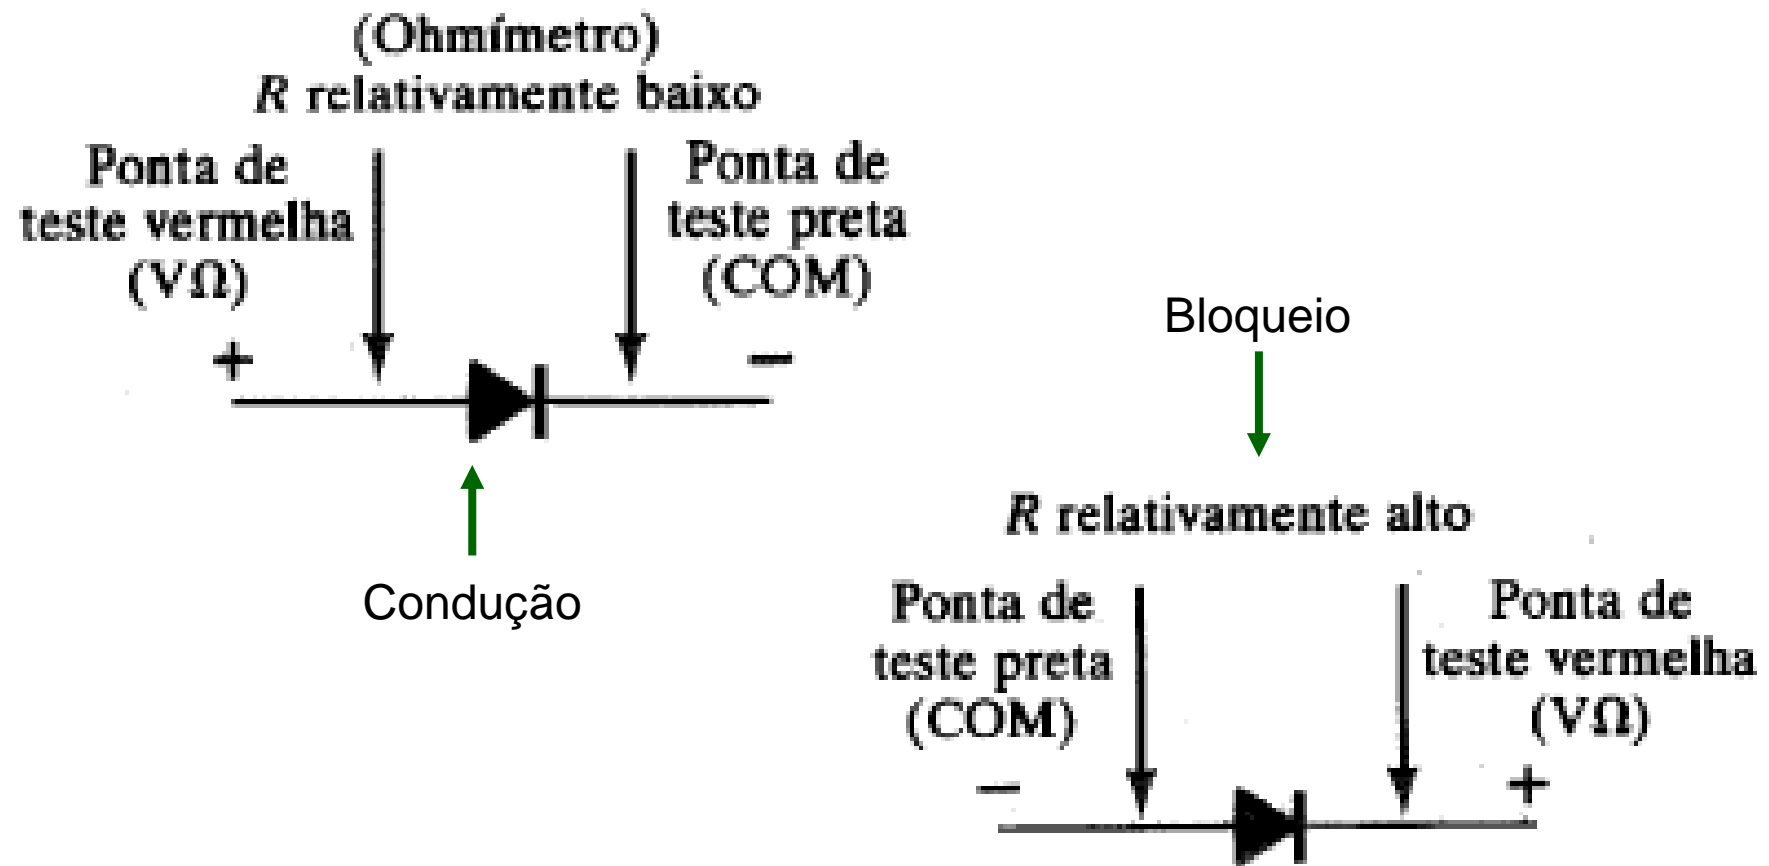 (Ohmímetro)
R relativamente baixo
Ponta de
teste vermelha
(VΩ)
Ponta de
teste preta
(COM)
+
−
Condução
Bloqueio
R relativamente alto
Ponta de
teste preta
(COM)
Ponta de
teste vermelha
(VΩ)
−
+